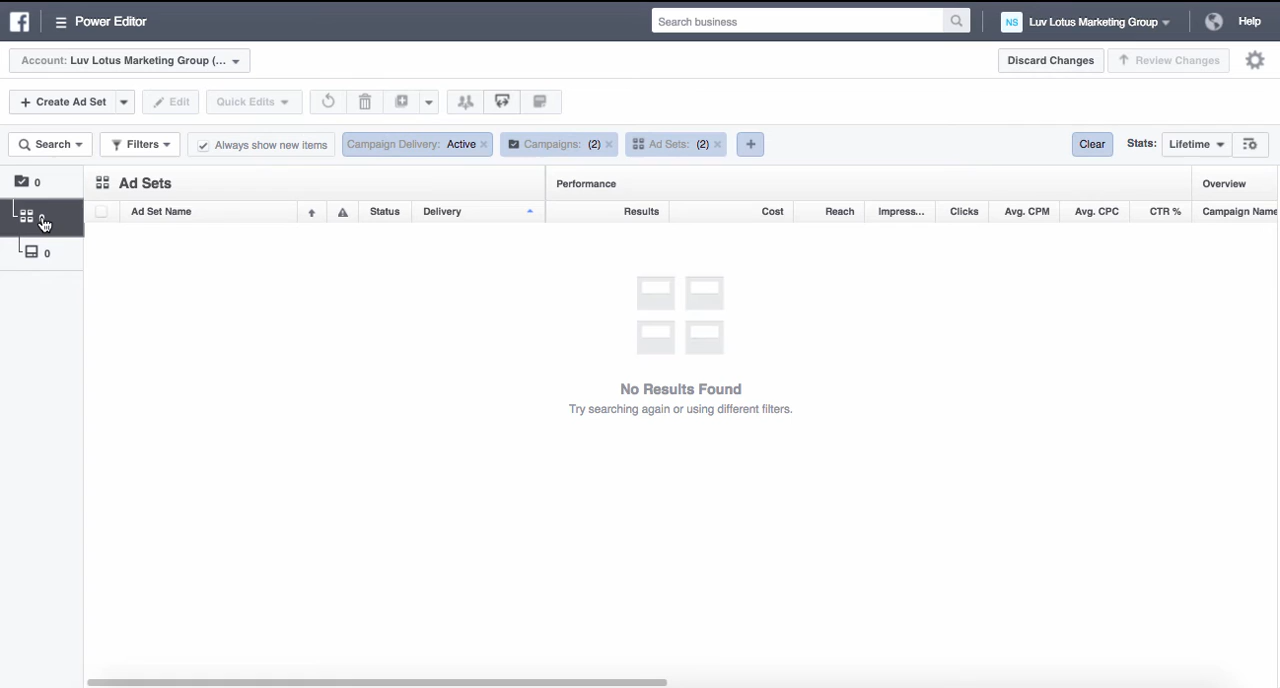 Power Editor
Search business
NS Luv Lotus Marketing Group
Help
Account: Luv Lotus Marketing Group (...
Discard Changes
Review Changes
+ Create Ad Set
Edit
Quick Edits
Search
Filters
Always show new items
Campaign Delivery: Active ×
Campaigns: (2) ×
Ad Sets: (2) ×
+
Clear
Stats:
Lifetime
0
Ad Sets
Performance
Overview
Ad Set Name
Status
Delivery
Results
Cost
Reach
Impress...
Clicks
Avg. CPM
Avg. CPC
CTR %
Campaign Name
0
No Results Found
Try searching again or using different filters.